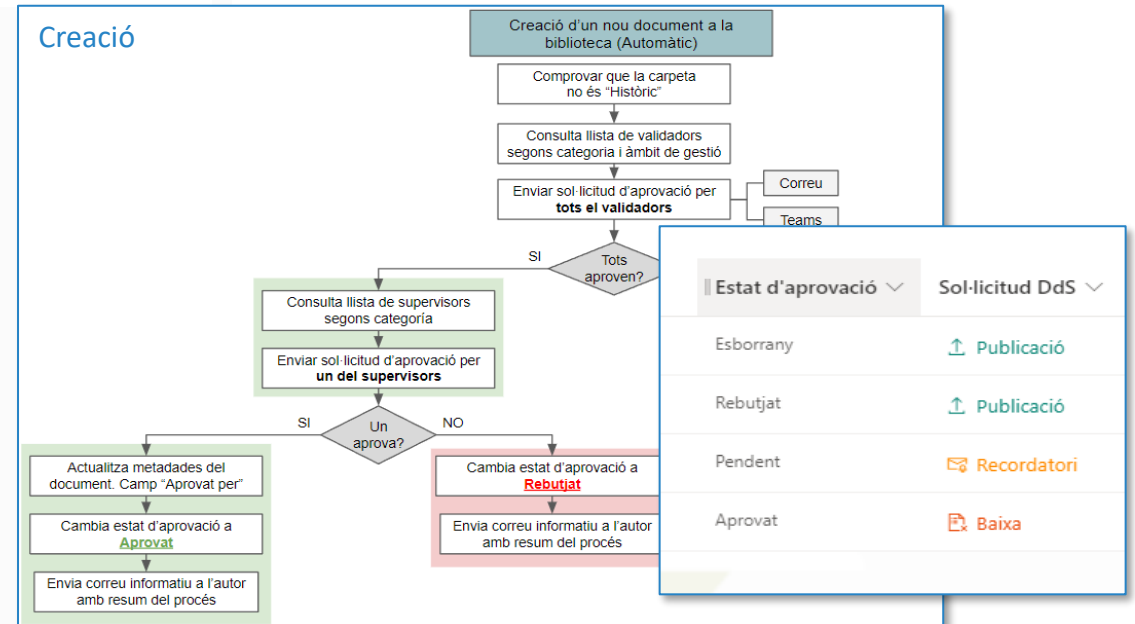 Creació
Creació d'un nou document a la
biblioteca (Automàtic)
Comprovar que la carpeta
no és "Històric"
Consulta llista de validadors
segons categoria i àmbit de gestió
Enviar sol·licitud d'aprovació per
tots el validadors
Correu
Teams
SI
Tots
aproven?
Consulta llista de supervisors
segons categoría
Enviar sol·licitud d'aprovació per
un del supervisors
SI
Un
aprova?
NO
Actualitza metadades del
document. Camp "Aprovat per"
Cambia estat d'aprovació a
Aprovat
Envia correu informatiu a l'autor
amb resum del procés
Cambia estat d'aprovació a
Rebutjat
Envia correu informatiu a l'autor
amb resum del procés
Estat d'aprovació Sol·licitud DdS
Esborrany Publicació
Rebutjat Publicació
Pendent Recordatori
Aprovat Baixa